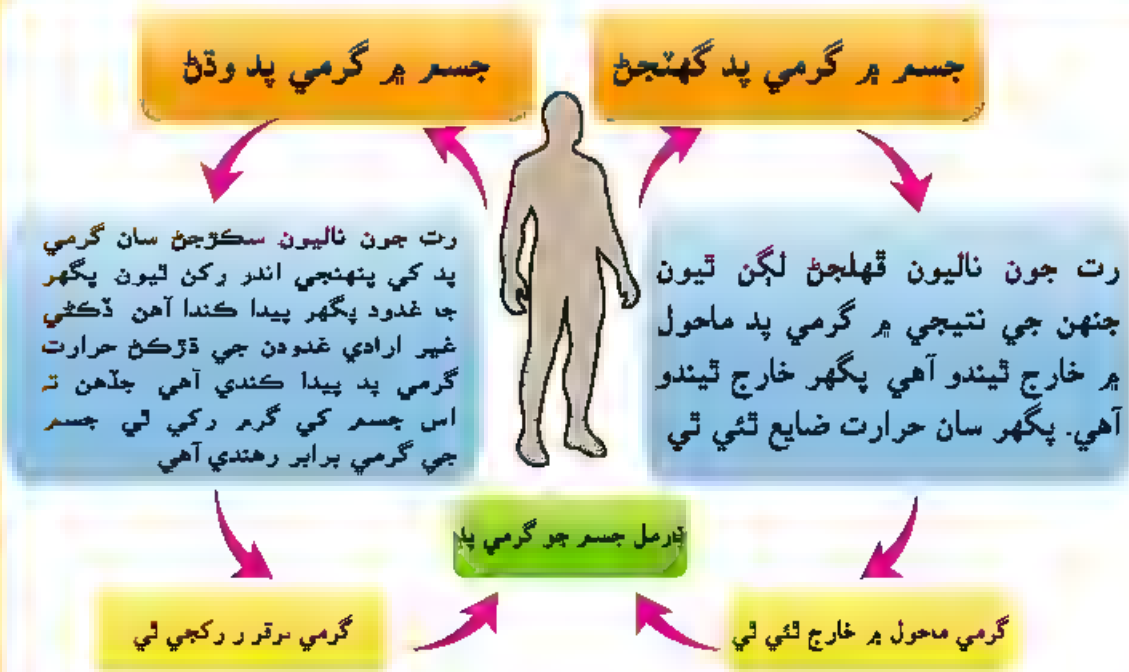 جسم ۾ گرمي پد گهٽجڻ
جسم ۾ گرمي پد وڌڻ
رت جون ناليون ڦهلجڻ لڳن ٿيون
جنهن جي نتيجي ۾ گرمي پد ماحول
۾ خارج ٿيندو آهي پگهر خارج ٿيندو
آهي. پگهر سان حرارت ضايع ٿئي ٿي
رت جون ناليون سڪڙجڻ سان گرمي
پد کي پنهنجي اندر رکن ٿيون پگهر
جا غدود پگهر پيدا ڪندا آهن ڏڪڻي
غير ارادي غدودن جي ڌڙڪڻ حرارت
گرمي پد پيدا ڪندي آهي جڏهن ته
اس جسم کي گرم رکي ٿي جسم
جي گرمي برابر رهندي آهي
نارمل جسم جو گرمي پد
گرمي ماحول ۾ خارج ٿئي ٿي
گرمي برقرار رکجي ٿي